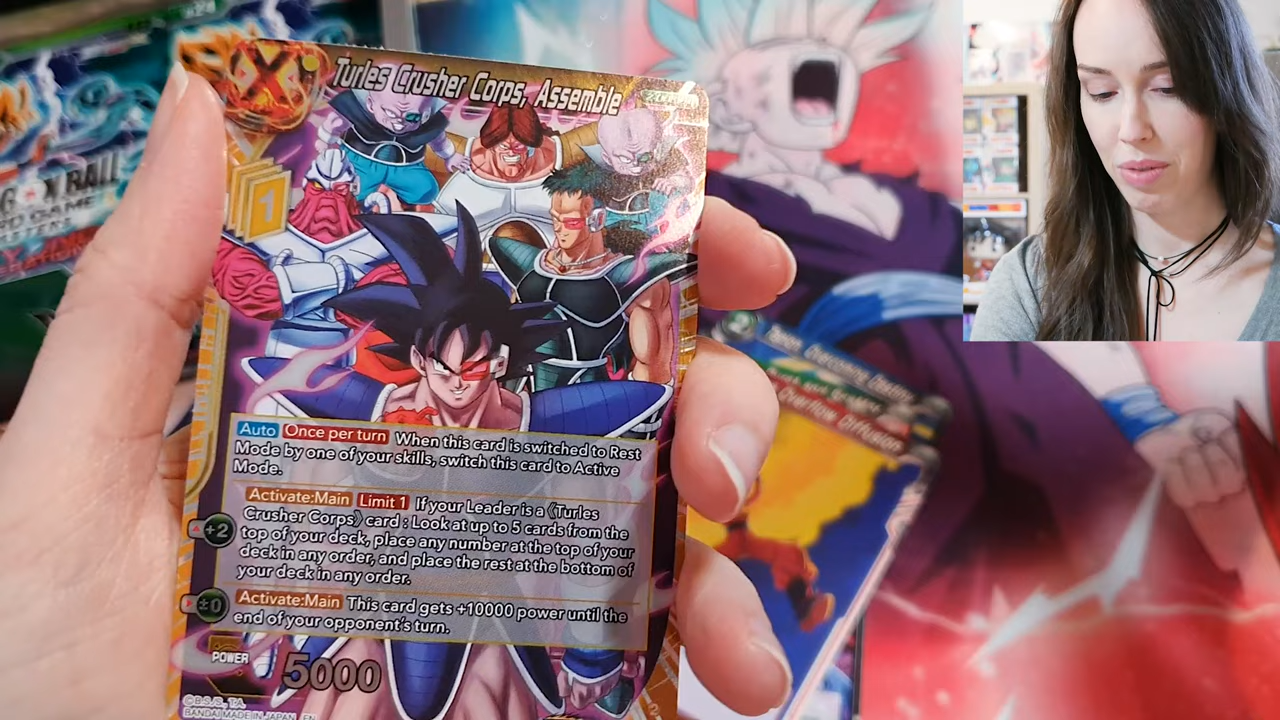 Turles Crusher Corps, Assemble
1
Auto Once per turn When this card is switched to Rest
Mode by one of your skills, switch this card to Active
Mode.
+2
Activate:Main Limit 1 If your Leader is a 《Turles
Crusher Corps》 card : Look at up to 5 cards from the
top of your deck, place any number at the top of your
deck in any order, and place the rest at the bottom of
your deck in any order.
±0
Activate:Main This card gets +10000 power until the
end of your opponent's turn.
POWER
5000
©B.S./S., T.A.
BANDAI MADE IN JAPAN EN
GAME
Overflow Diffusion